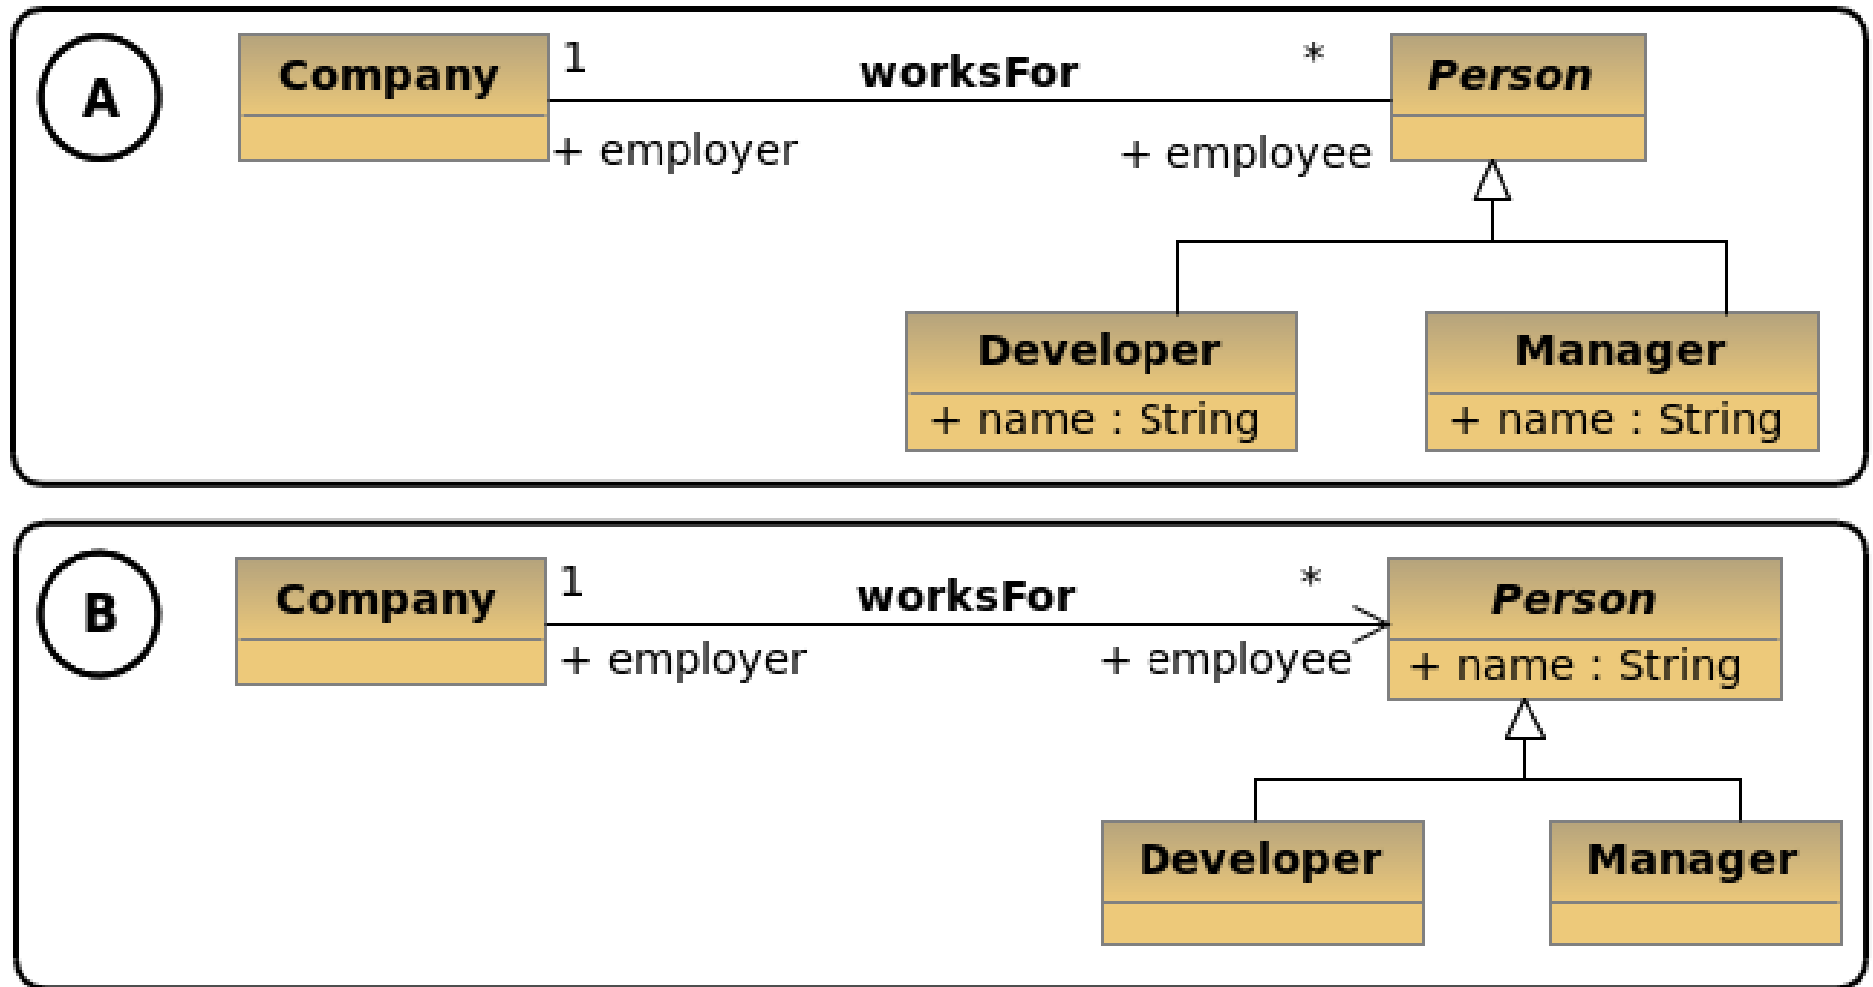 A
Company
1
worksFor
*
Person
+ employer
+ employee
Developer
Manager
+ name : String
+ name : String
B
Company
1
worksFor
*
Person
+ employer
+ employee
+ name : String
Developer
Manager